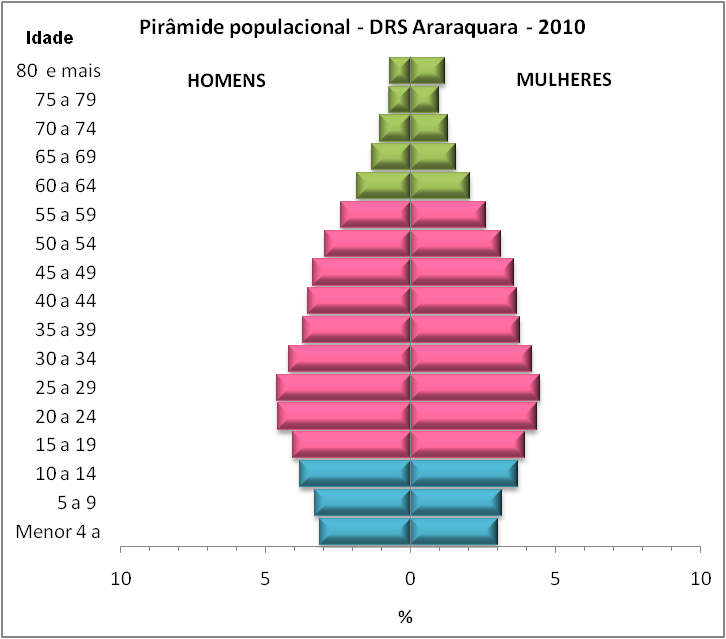 Pirâmide populacional - DRS Araraquara - 2010
Idade
HOMENS
MULHERES
80 e mais
75 a 79
70 a 74
65 a 69
60 a 64
55 a 59
50 a 54
45 a 49
40 a 44
35 a 39
30 a 34
25 a 29
20 a 24
15 a 19
10 a 14
5 a 9
Menor 4 a
10 5 0 5 10
%